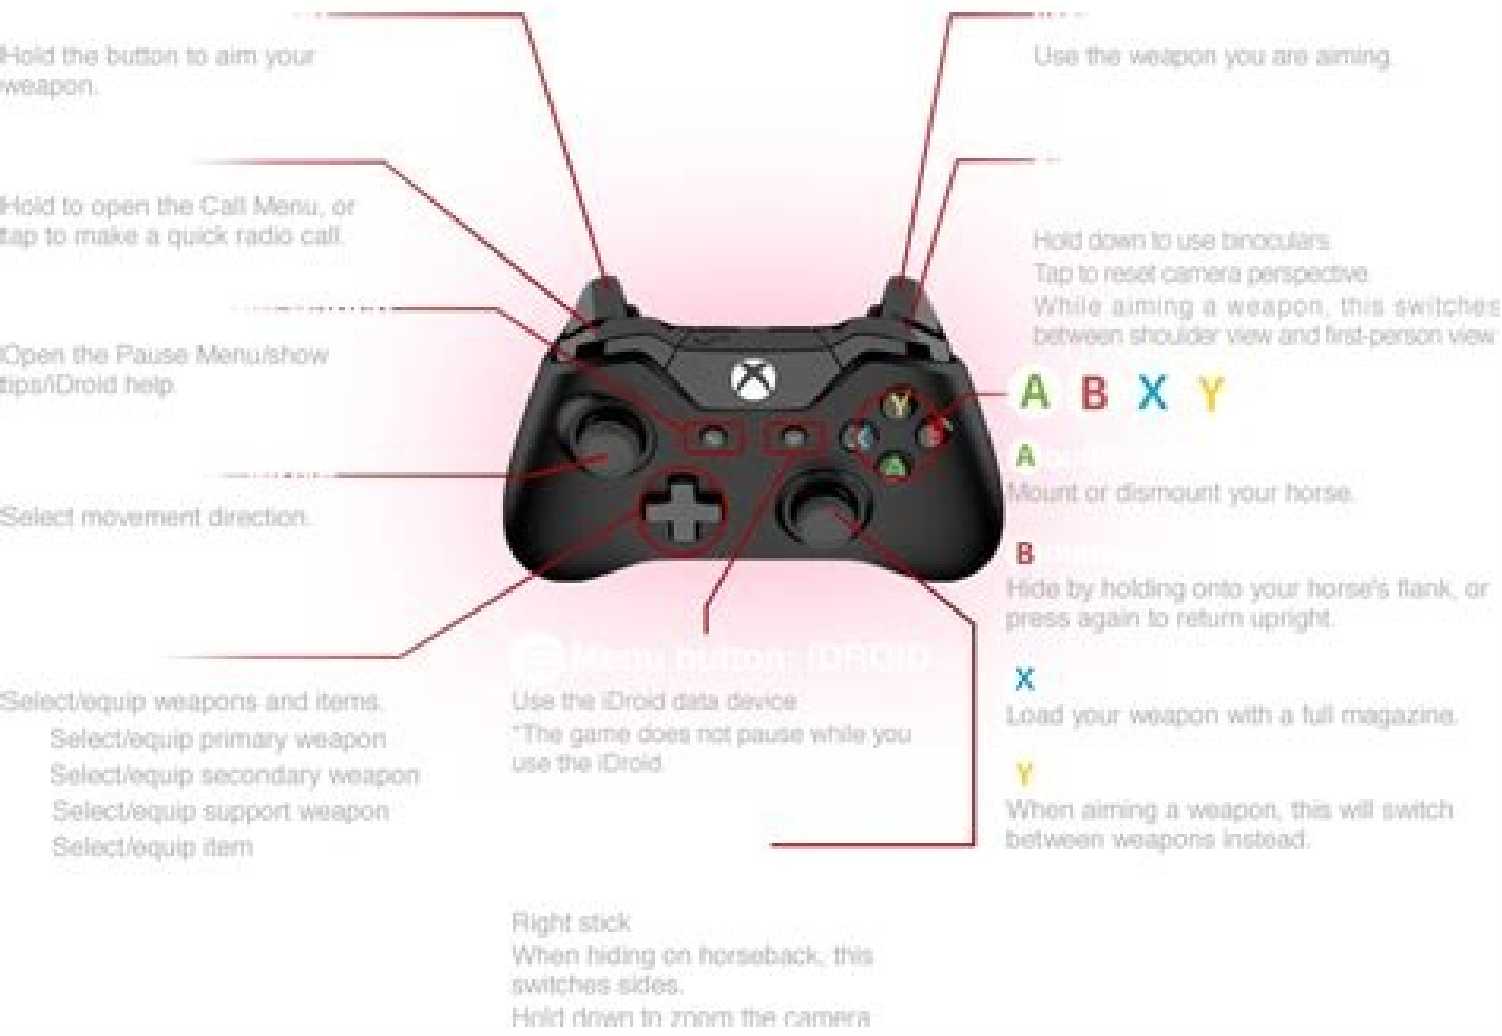 Hold the button to aim your
weapon.
Hold to open the Call Menu, or
tap to make a quick radio call.
Open the Pause Menu/show
tips/iDroid help.
Select movement direction.
Select/equip weapons and items.
Select/equip primary weapon
Select/equip secondary weapon
Select/equip support weapon
Select/equip item
Y
X
B
A
Menu button: iDROID
Use the iDroid data device
*The game does not pause while you
use the iDroid.
Right stick
When hiding on horseback, this
switches sides.
Hold down to zoom the camera
Use the weapon you are aiming.
Hold down to use binoculars.
Tap to reset camera perspective.
While aiming a weapon, this switches
between shoulder view and first-person view.
A B X Y
A
Mount or dismount your horse.
B
Hide by holding onto your horse's flank, or
press again to return upright.
X
Load your weapon with a full magazine.
Y
When aiming a weapon, this will switch
between weapons instead.